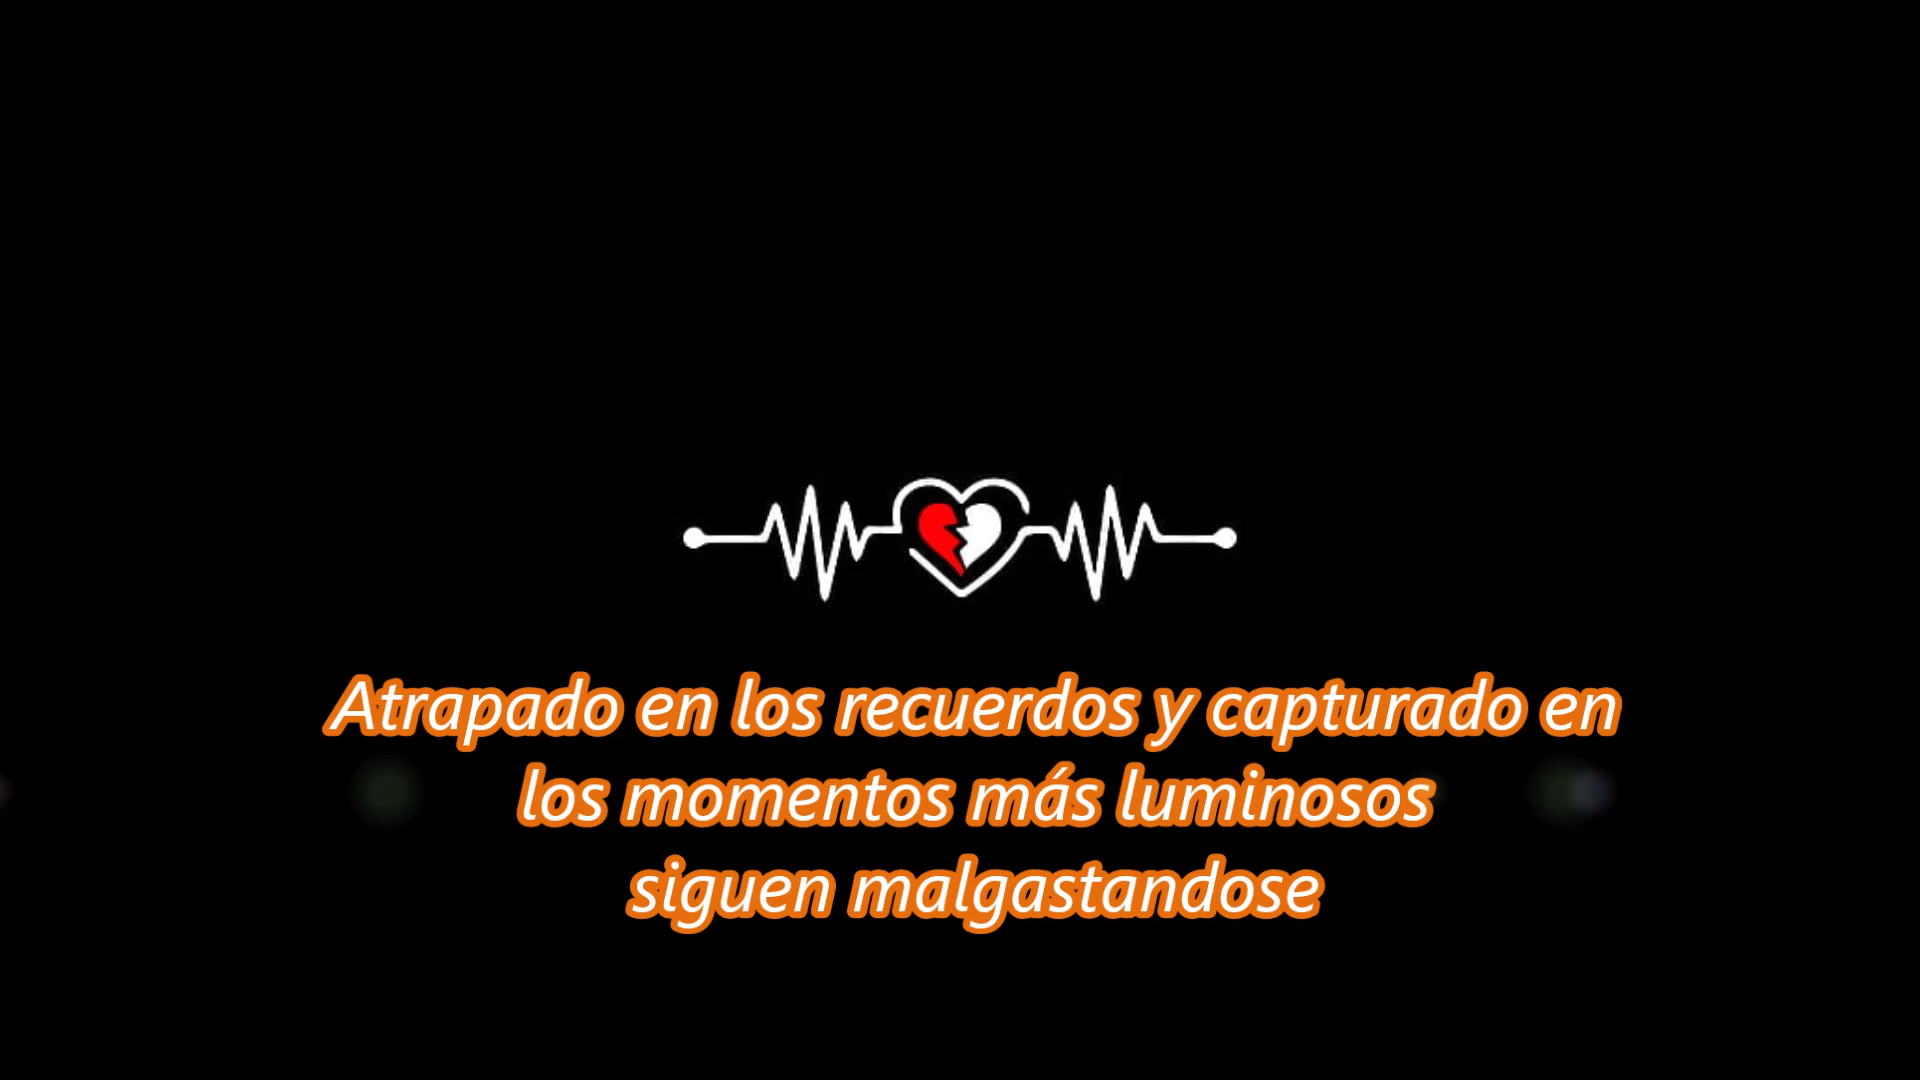 Atrapado en los recuerdos y capturado en
los momentos más luminosos
siguen malgastandose